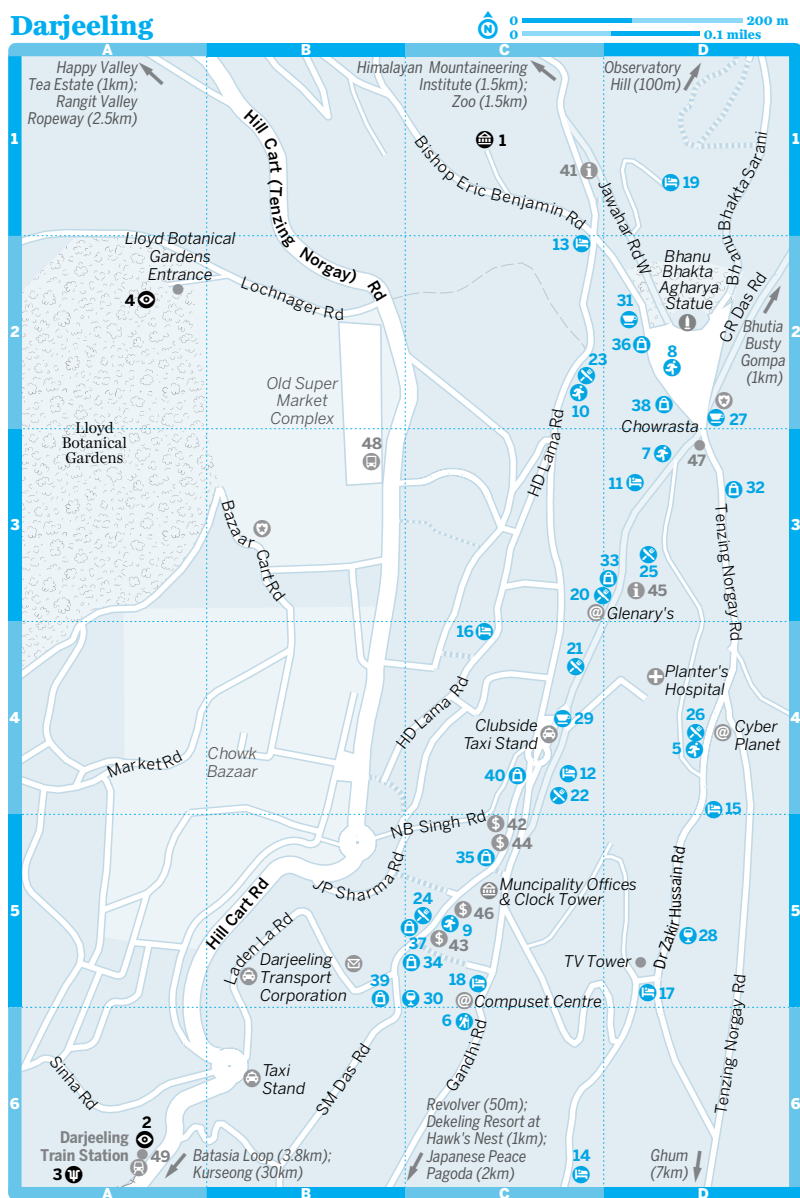 Darjeeling
N
0 200 m
0 0.1 miles
A B C D
Happy Valley
Tea Estate (1km);
Rangit Valley
Ropeway (2.5km)
Himalayan Mountaineering
Institute (1.5km);
Zoo (1.5km)
Observatory
Hill (100m)
1 1
1
Hill Cart (Tenzing Norgay) Rd
Bishop Eric Benjamin Rd
41
Jawahar Rd W
19
Bhanu Bhakta Sarani
13
Lloyd Botanical
Gardens
Entrance
4
Lochnager Rd
Bhanu
Bhakta
Agharya
Statue
CR Das Rd
31
2 2
36
8
Bhutia
Busty
Gompa
(1km)
23
10
Old Super
Market
Complex
38
27
Chowrasta
Lloyd
Botanical
Gardens
48
HD Lama Rd
7
47
11
32
3 3
Bazaar Cart Rd
Tenzing Norgay Rd
33
25
20
45
Glenary's
16
21
Planter's
Hospital
HD Lama Rd
29
4 4
Clubside
Taxi Stand
26
5
Cyber
Planet
Market Rd
Chowk
Bazaar
40
12
22
15
NB Singh Rd
42
44
35
JP Sharma Rd
Hill Cart Rd
Muncipality Offices
& Clock Tower
Dr Zakir Hussain Rd
5 5
24
46
9
37
43
28
Laden La Rd
Darjeeling
Transport
Corporation
34
TV Tower
39
30
18
17
Compuset Centre
6
Gandhi Rd
Tenzing Norgay Rd
SM Das Rd
Sinha Rd
Taxi
Stand
6 6
2
Darjeeling
Train Station
49
3
Batasia Loop (3.8km);
Kurseong (30km)
Revolver (50m);
Dekeling Resort at
Hawk's Nest (1km);
Japanese Peace
Pagoda (2km)
14
Ghum
(7km)
A B C D